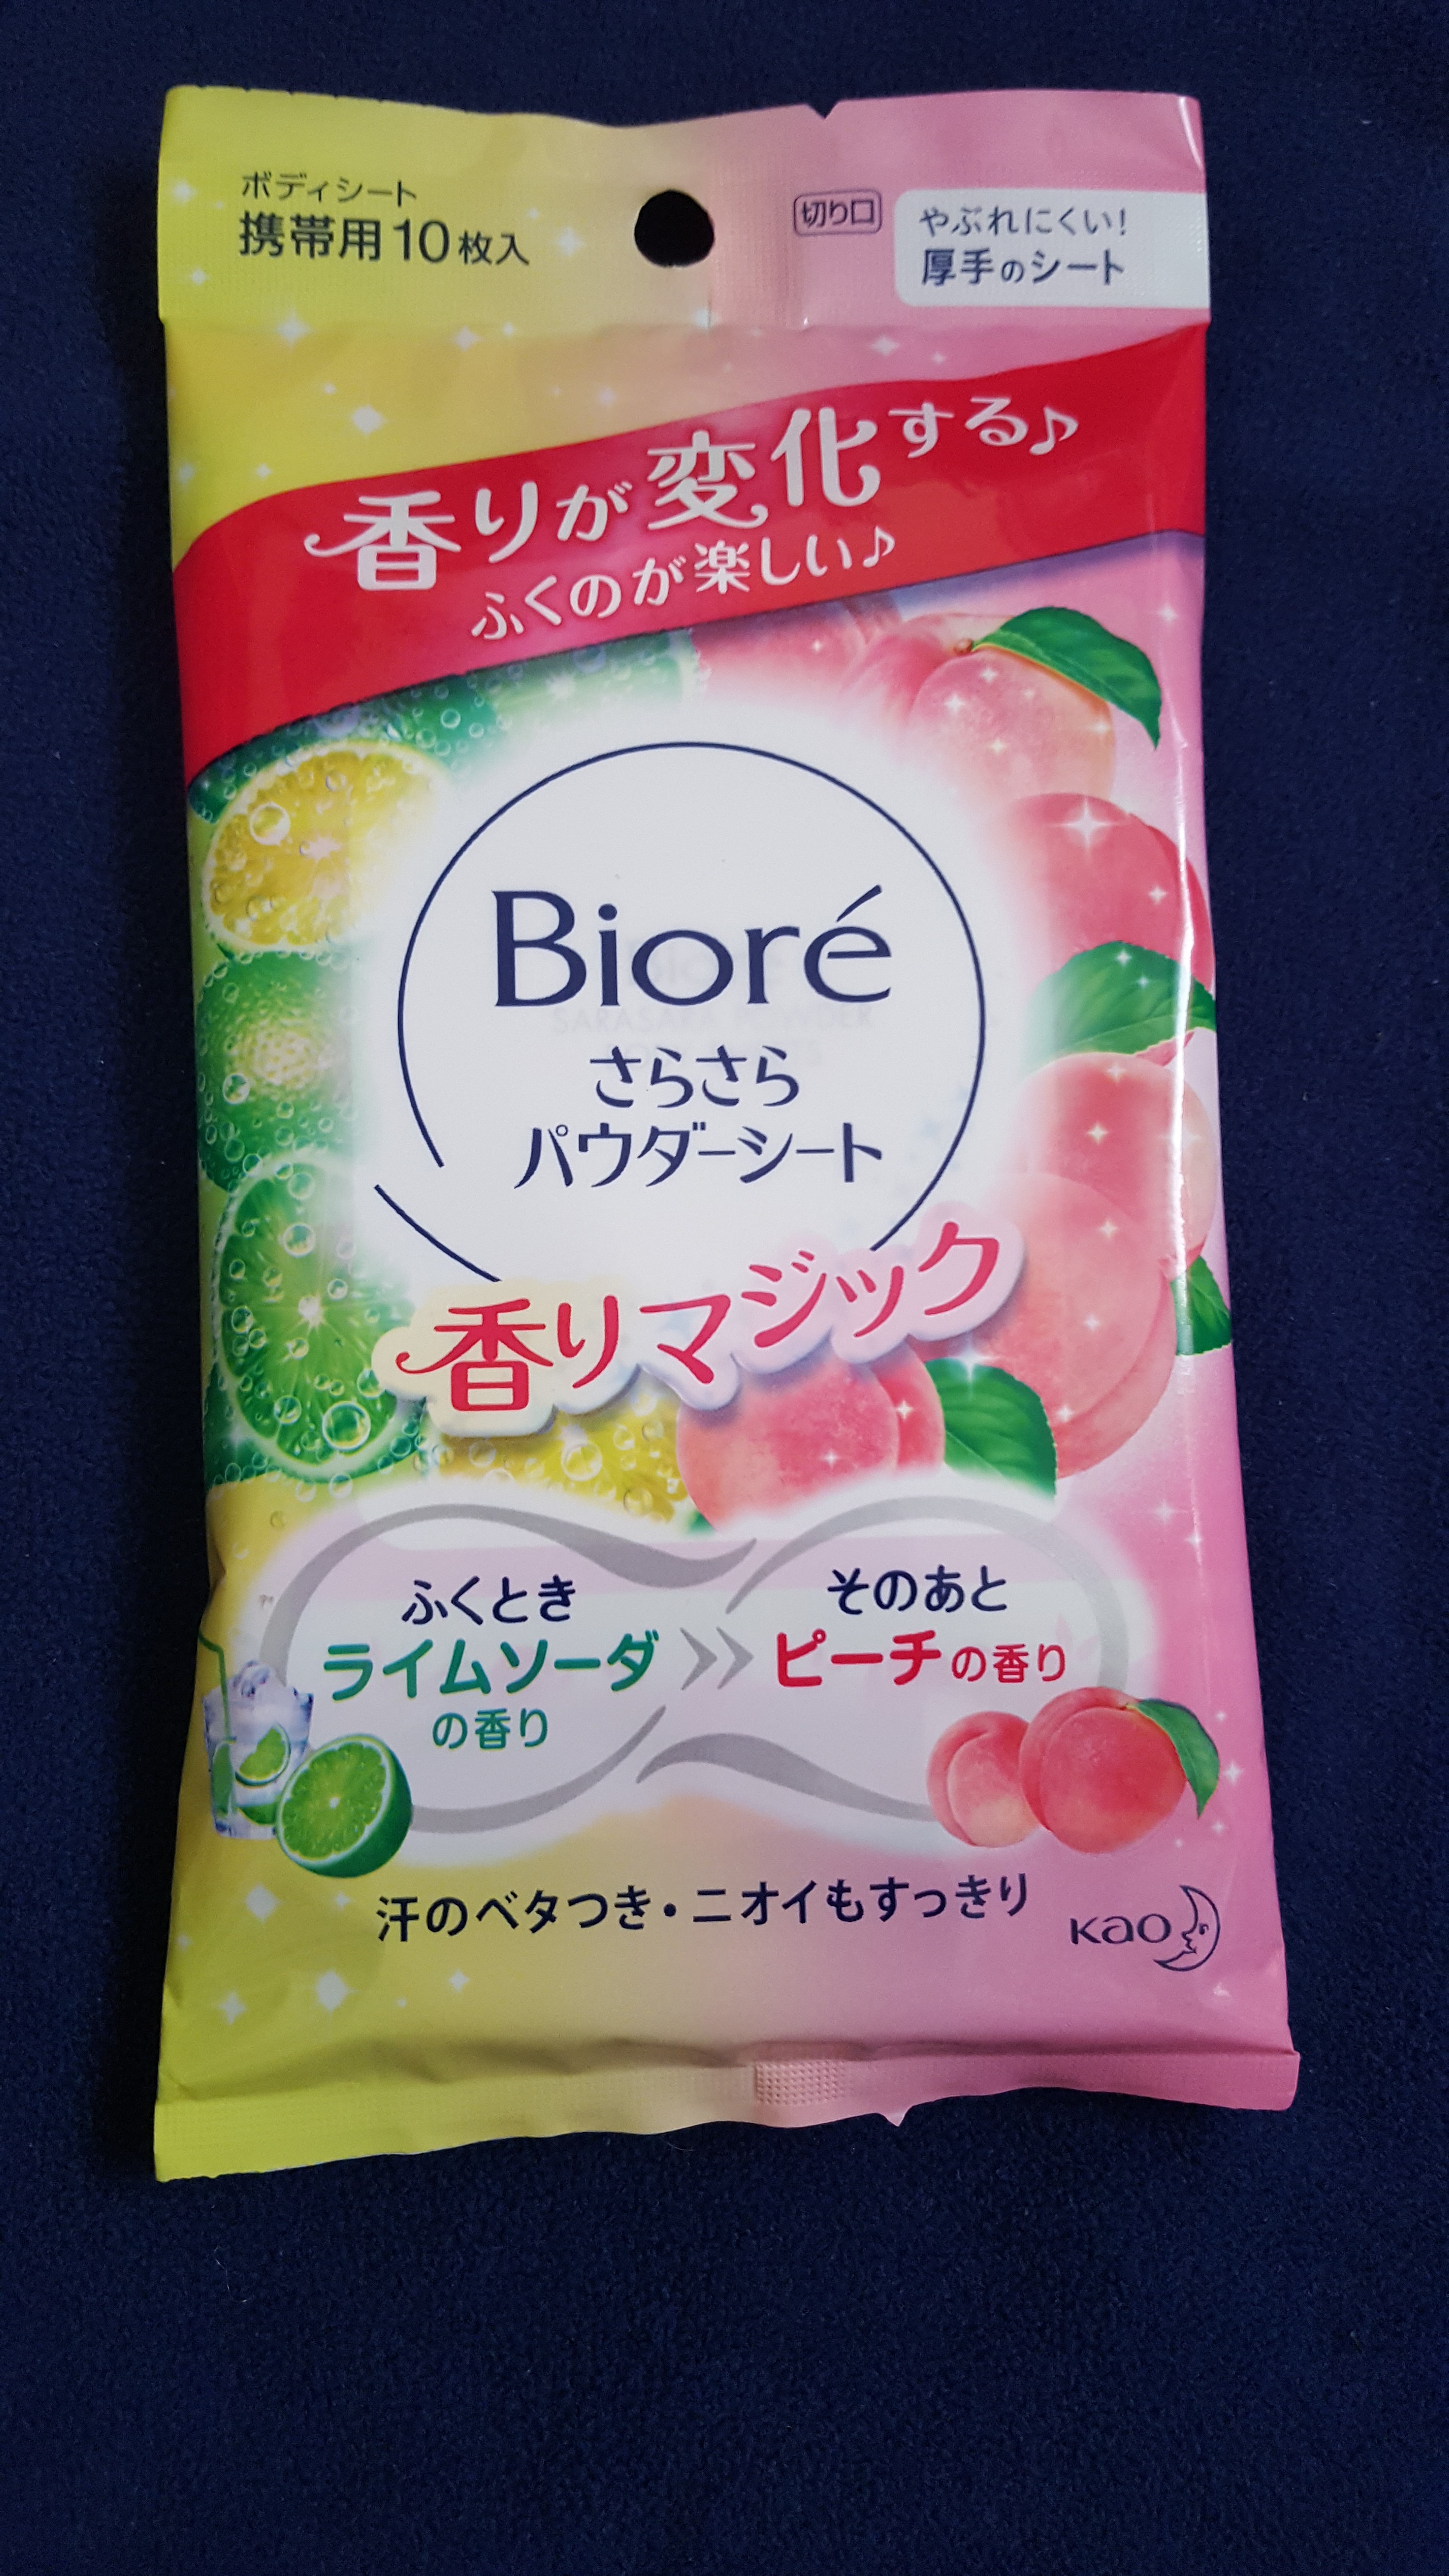 ボディシート
携帯用10枚入
切り口
やぶれにくい!
厚手のシート
香りが変化する♪
ふくのが楽しい♪
Bioré
さらさら
パウダーシート
香りマジック
ふくとき
ライムソーダ
の香り
そのあと
ピーチの香り
汗のベタつき・ニオイもすっきり
Kao